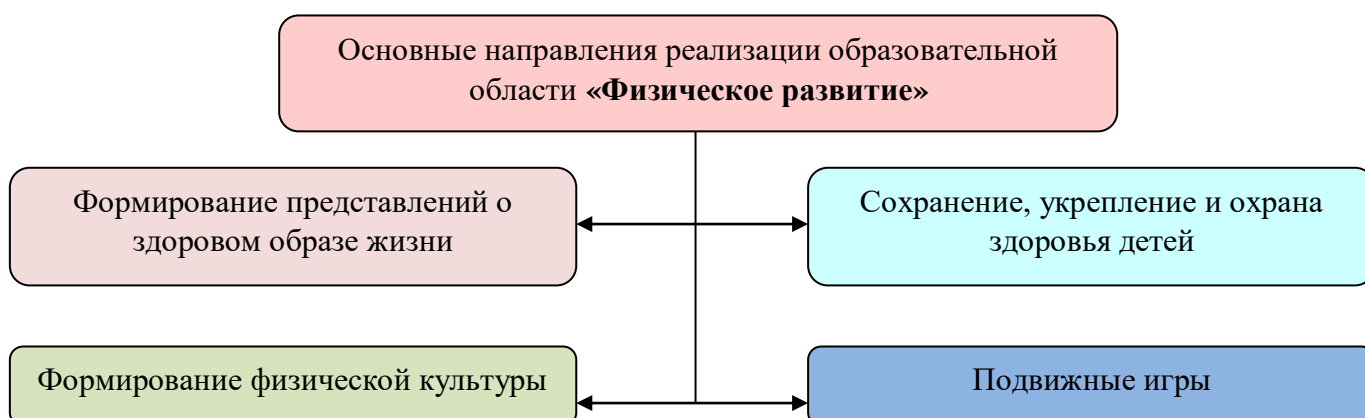 Основные направления реализации образовательной
области «Физическое развитие»
Формирование представлений о
здоровом образе жизни
Сохранение, укрепление и охрана
здоровья детей
Формирование физической культуры
Подвижные игры